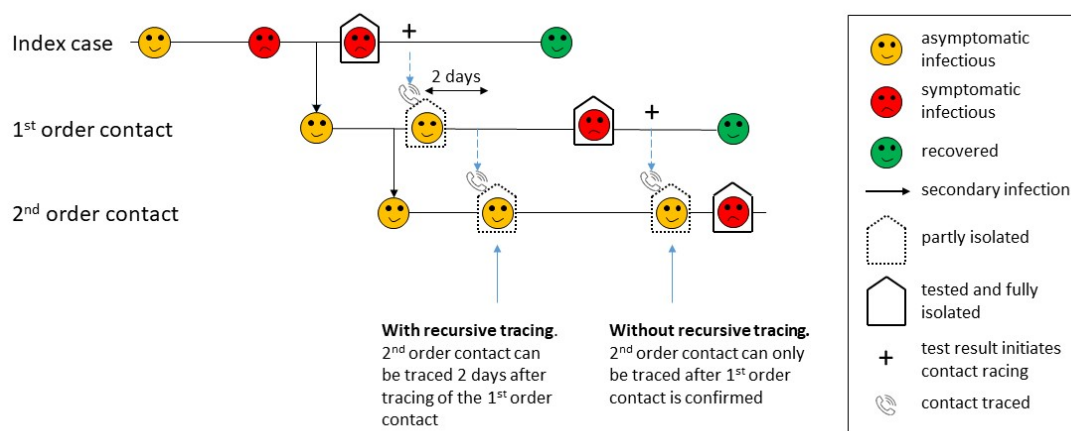 Index case
+
2 days
1st order contact
+
2nd order contact
With recursive tracing.
2nd order contact can
be traced 2 days after
tracing of the 1st order
contact
Without recursive tracing.
2nd order contact can only
be traced after 1st order
contact is confirmed
asymptomatic
infectious
symptomatic
infectious
recovered
secondary infection
partly isolated
tested and fully
isolated
+
test result initiates
contact racing
contact traced